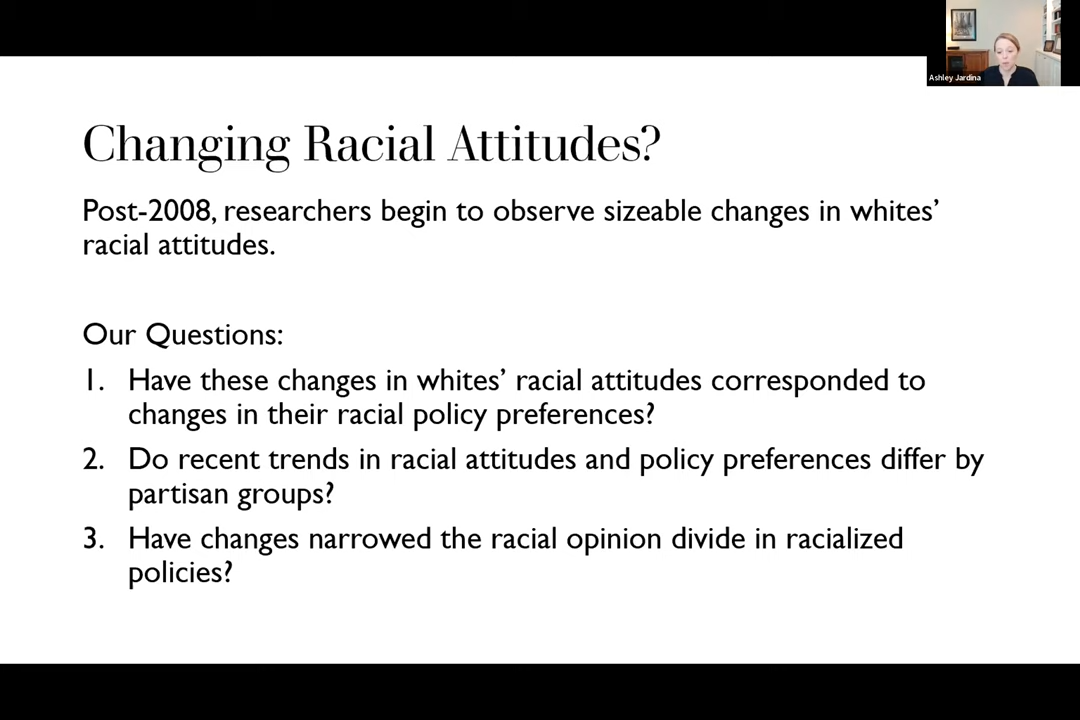 Ashley Jardina
Changing Racial Attitudes?
Post-2008, researchers begin to observe sizeable changes in whites’
racial attitudes.
Our Questions:
1. Have these changes in whites’ racial attitudes corresponded to
changes in their racial policy preferences?
2. Do recent trends in racial attitudes and policy preferences differ by
partisan groups?
3. Have changes narrowed the racial opinion divide in racialized
policies?